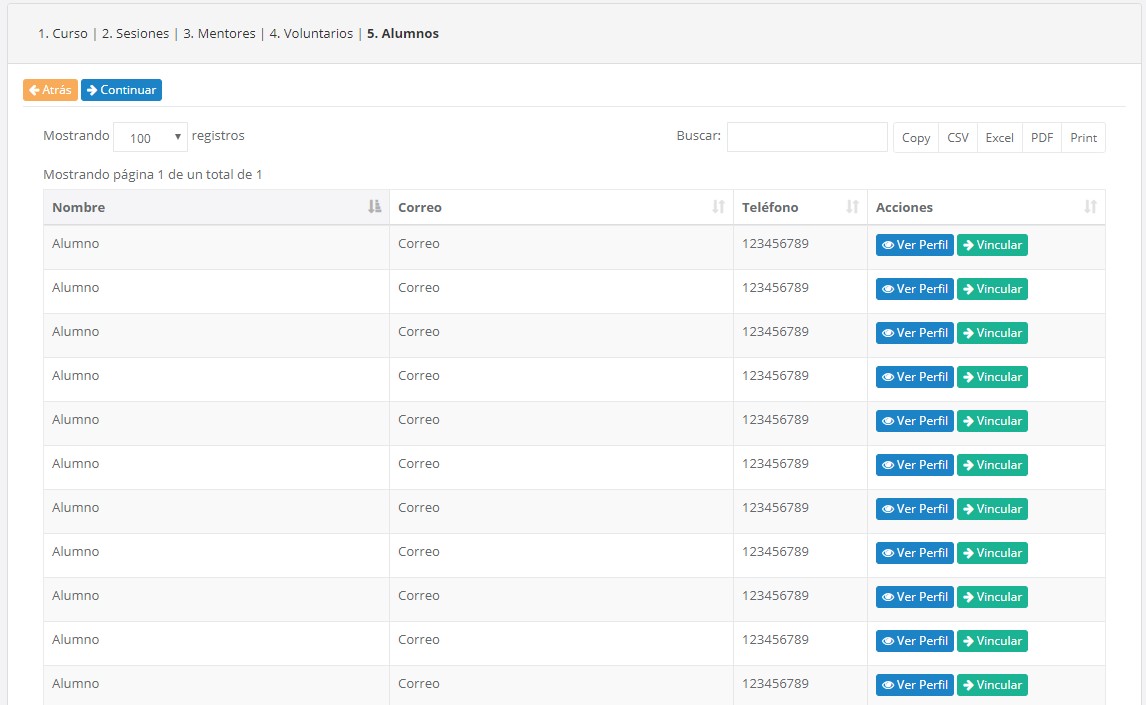 1. Curso | 2. Sesiones | 3. Mentores | 4. Voluntarios | 5. Alumnos
Atrás Continuar
Mostrando 100 registros Buscar: Copy CSV Excel PDF Print
Mostrando página 1 de un total de 1
Nombre Correo Teléfono Acciones
Alumno Correo 123456789 Ver Perfil Vincular
Alumno Correo 123456789 Ver Perfil Vincular
Alumno Correo 123456789 Ver Perfil Vincular
Alumno Correo 123456789 Ver Perfil Vincular
Alumno Correo 123456789 Ver Perfil Vincular
Alumno Correo 123456789 Ver Perfil Vincular
Alumno Correo 123456789 Ver Perfil Vincular
Alumno Correo 123456789 Ver Perfil Vincular
Alumno Correo 123456789 Ver Perfil Vincular
Alumno Correo 123456789 Ver Perfil Vincular
Alumno Correo 123456789 Ver Perfil Vincular